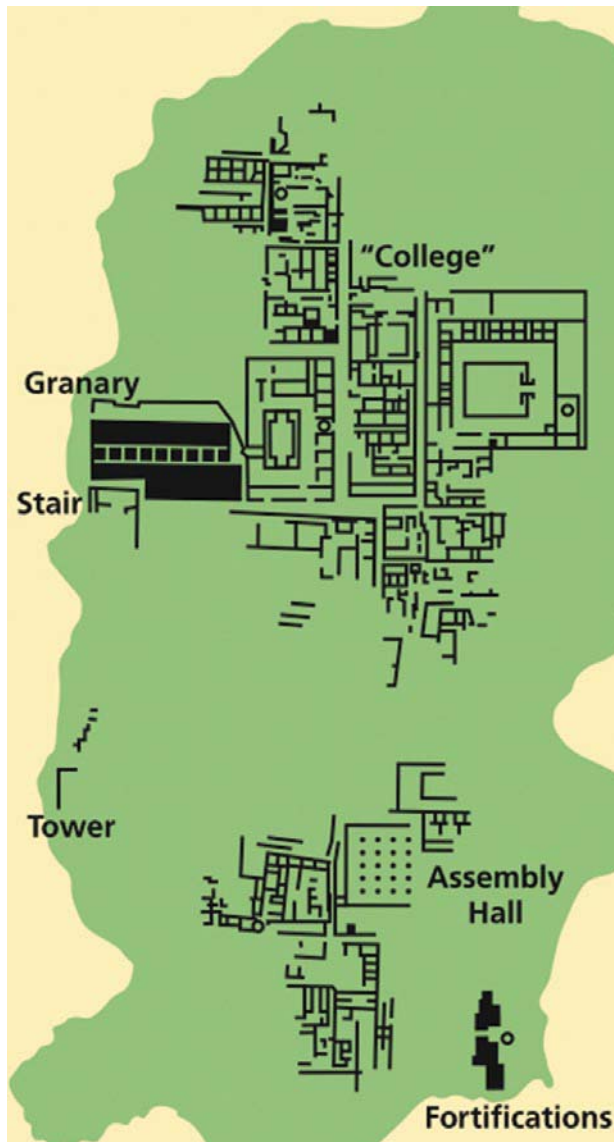 "College"
Granary
Stair
Tower
Assembly
Hall
Fortifications